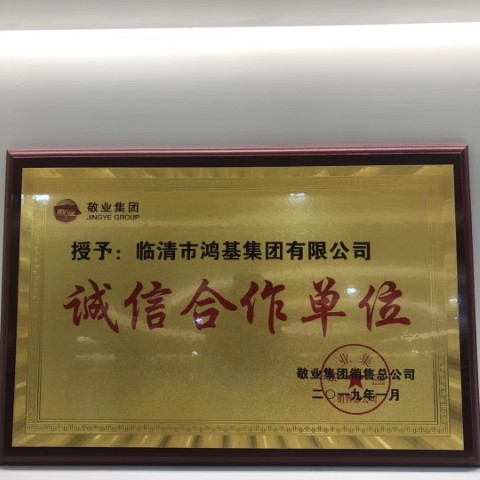 敬业集团
JINGYE GROUP
授予：临清市鸿基集团有限公司
诚信合作单位
敬业集团销售总公司
二〇一九年一月